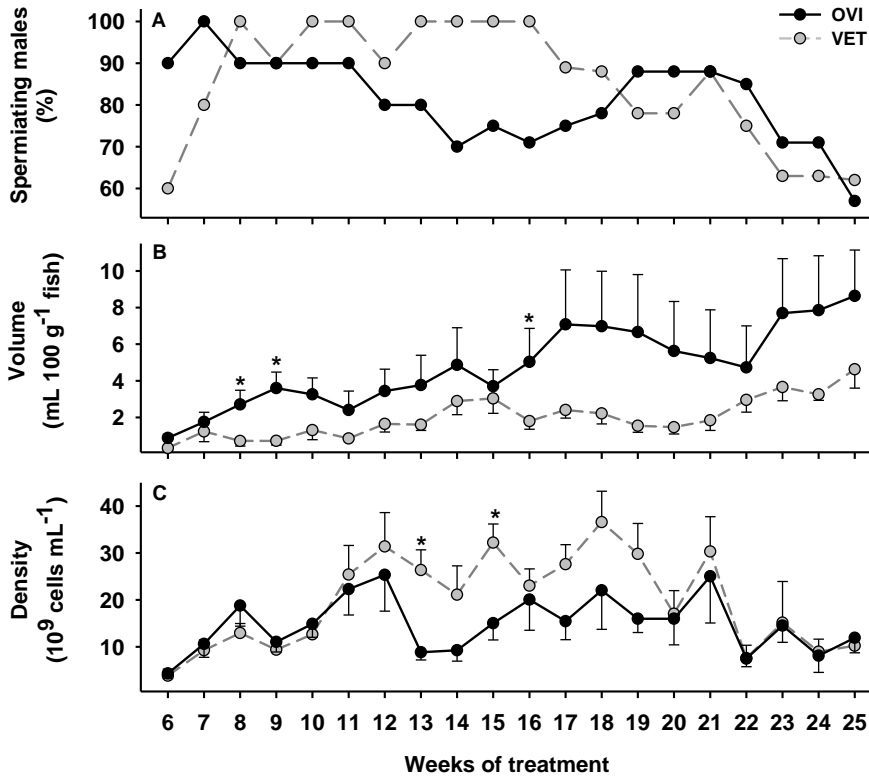 A
OVI
VET
Spermiating males
(%)
100
90
80
70
60
B
Volume
(mL 100 g⁻¹ fish)
10
8
6
4
2
*
*
*
C
Density
(10⁹ cells mL⁻¹)
40
30
20
10
*
*
6 7 8 9 10 11 12 13 14 15 16 17 18 19 20 21 22 23 24 25
Weeks of treatment